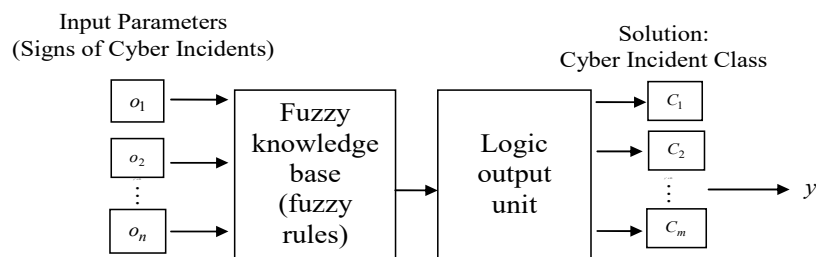 Input Parameters
(Signs of Cyber Incidents)
Solution:
Cyber Incident Class
o1
o2
⋮
on
Fuzzy
knowledge
base
(fuzzy
rules)
Logic
output
unit
C1
C2
⋮
Cm
y